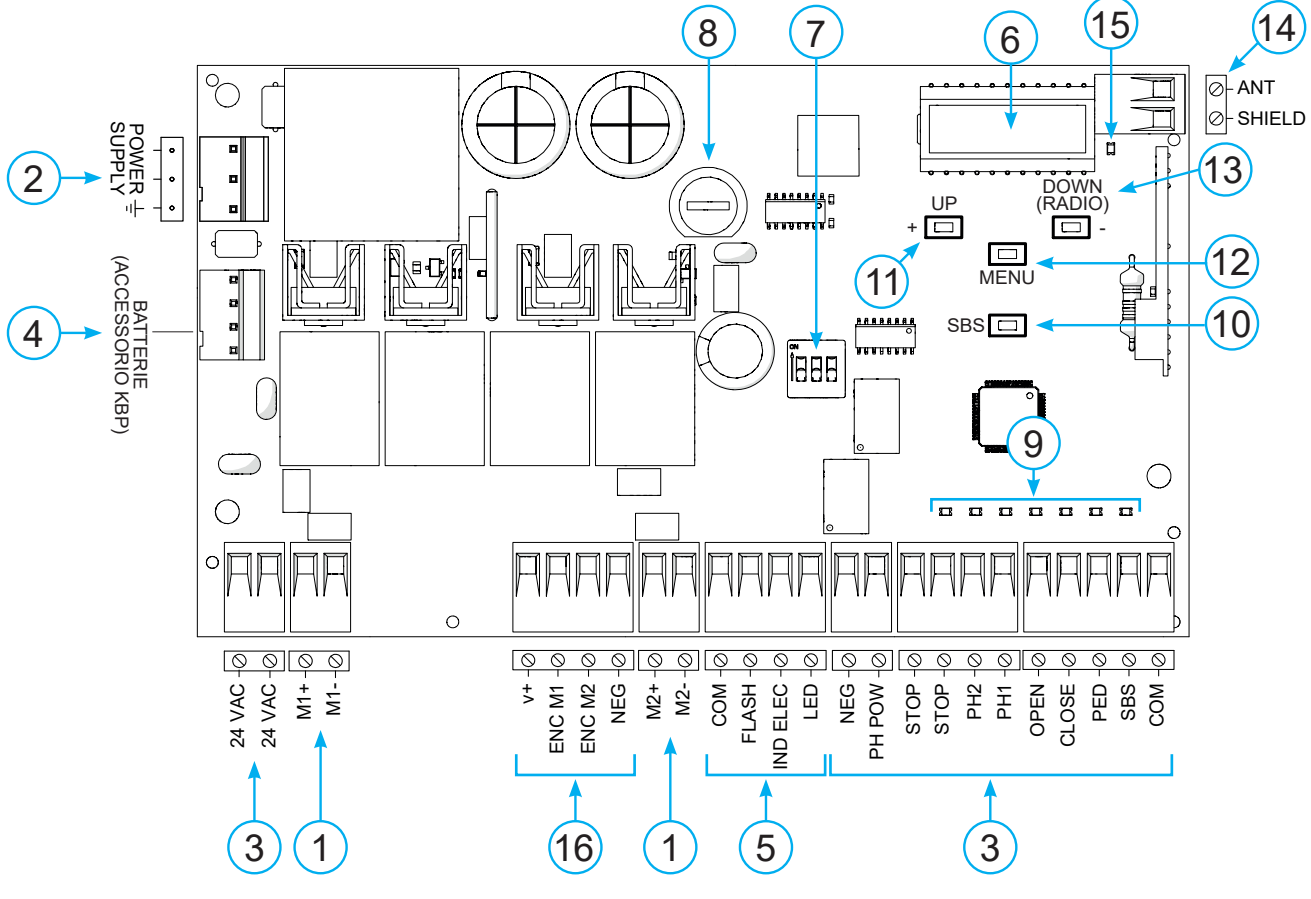 8
7
6
15
14
ANT
SHIELD
POWER
SUPPLY
2
13
DOWN
(RADIO)
UP
+
-
11
MENU
12
BATTERIE
(ACCESSORIO KBP)
4
SBS
10
ON
9
24 VAC
24 VAC
M1+
M1-
v+
ENC M1
ENC M2
NEG
M2+
M2-
COM
FLASH
IND ELEC
LED
NEG
PH POW
STOP
STOP
PH2
PH1
OPEN
CLOSE
PED
SBS
COM
3
1
16
1
5
3